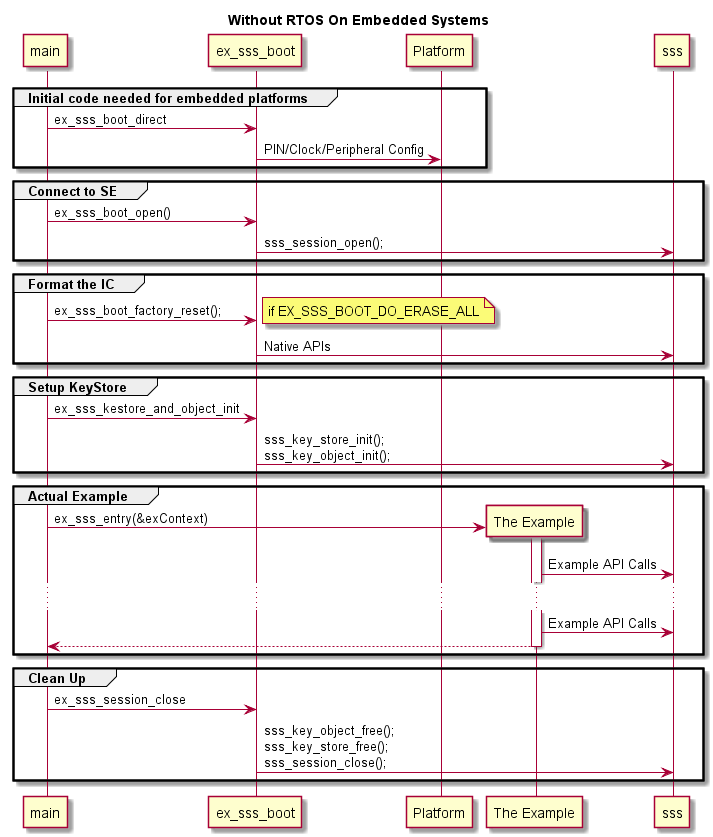 Without RTOS On Embedded Systems
main
ex_sss_boot
Platform
sss
Initial code needed for embedded platforms
ex_sss_boot_direct
PIN/Clock/Peripheral Config
Connect to SE
ex_sss_boot_open()
sss_session_open();
Format the IC
ex_sss_boot_factory_reset();
if EX_SSS_BOOT_DO_ERASE_ALL
Native APIs
Setup KeyStore
ex_sss_kestore_and_object_init
sss_key_store_init();
sss_key_object_init();
Actual Example
ex_sss_entry(&exContext)
The Example
Example API Calls
Example API Calls
Clean Up
ex_sss_session_close
sss_key_object_free();
sss_key_store_free();
sss_session_close();
main
ex_sss_boot
Platform
The Example
sss